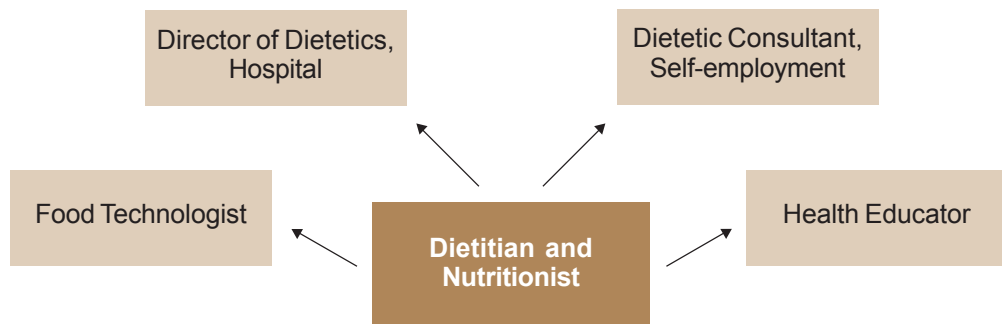 Director of Dietetics,
Hospital
Dietetic Consultant,
Self-employment
Food Technologist
Dietitian and
Nutritionist
Health Educator